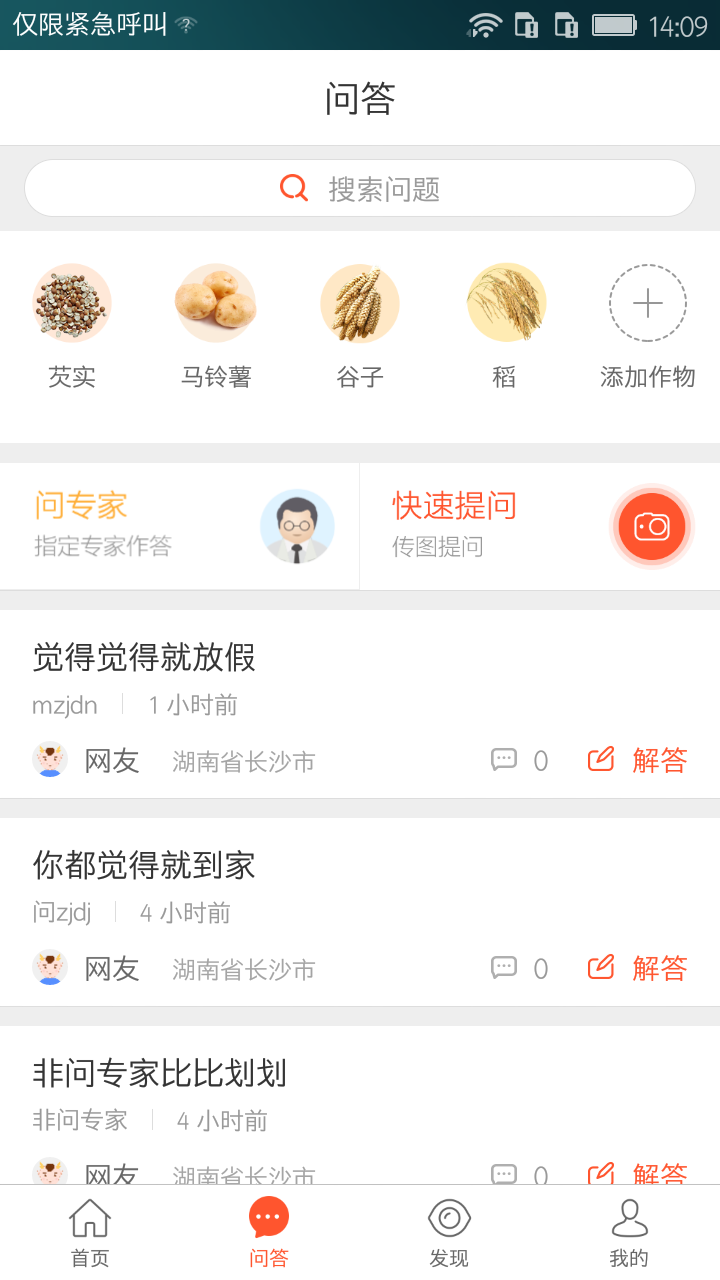 仅限紧急呼叫 14:09
问答
搜索问题
芡实 马铃薯 谷子 稻 添加作物
问专家
指定专家作答
快速提问
传图提问
觉得觉得就放假
mzjdn 1 小时前
网友 湖南省长沙市 0 解答
你都觉得就到家
问zjdj 4 小时前
网友 湖南省长沙市 0 解答
非问专家比比划划
非问专家 4 小时前
网友 湖南省长沙市 0 解答
首页 问答 发现 我的